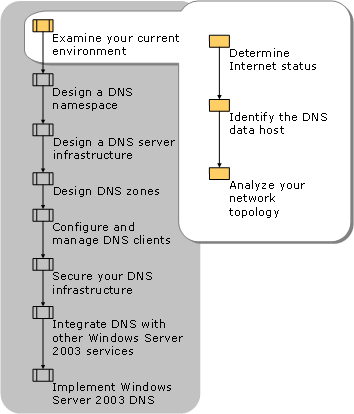 Examine your current
environment
Design a DNS
namespace
Design a DNS server
infrastructure
Design DNS zones
Configure and
manage DNS clients
Secure your DNS
infrastructure
Integrate DNS with
other Windows Server
2003 services
Implement Windows
Server 2003 DNS
Determine
Internet status
Identify the DNS
data host
Analyze your
network
topology